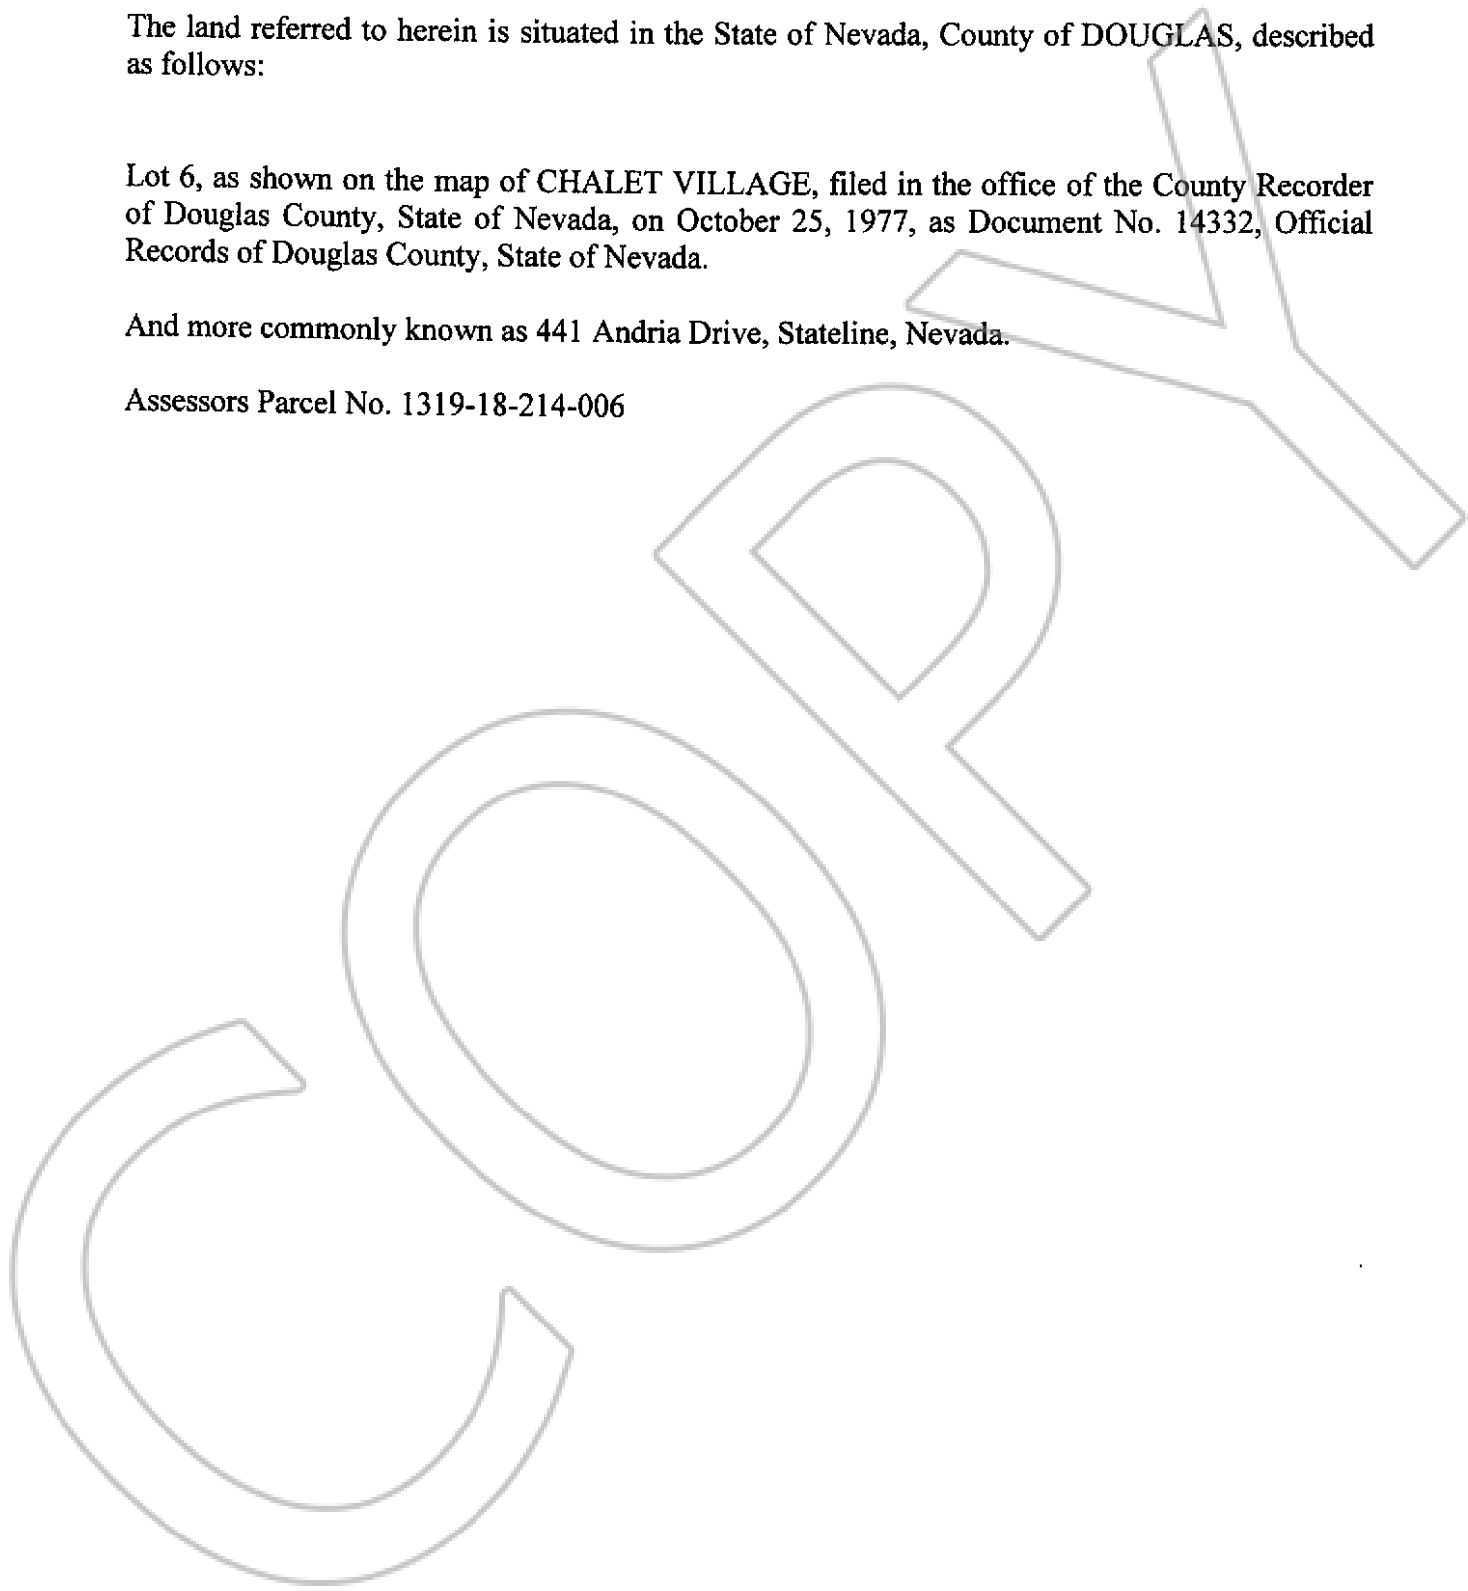 The land referred to herein is situated in the State of Nevada, County of DOUGLAS, described
as follows:
Lot 6, as shown on the map of CHALET VILLAGE, filed in the office of the County Recorder
of Douglas County, State of Nevada, on October 25, 1977, as Document No. 14332, Official
Records of Douglas County, State of Nevada.
And more commonly known as 441 Andria Drive, Stateline, Nevada.
Assessors Parcel No. 1319-18-214-006
COPY